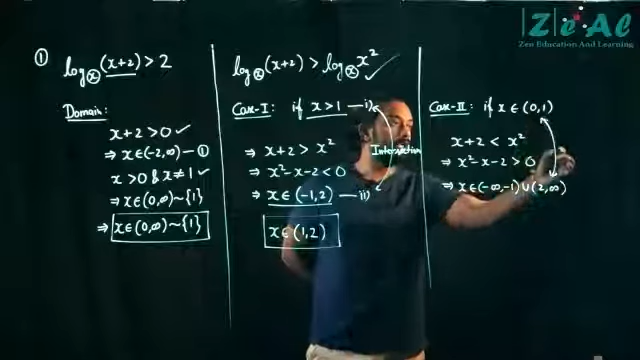 ZeAl
Zen Education And Learning
① log_x (x+2) > 2
Domain:
x+2 > 0 ✓
⇒ x∈(-2,∞) — ①
x > 0 & x ≠ 1 ✓
⇒ x∈(0,∞) ~ {1}
⇒ x∈(0,∞) ~ {1}
log_x (x+2) > log_x x² ✓
Case-I: if x > 1 — i)
⇒ x+2 > x²
⇒ x²-x-2 < 0
⇒ x∈(-1,2) — ii)
x∈(1,2)
Intersection
Case-II: if x∈(0,1)
x+2 < x²
⇒ x²-x-2 > 0
⇒ x∈(-∞,-1)∪(2,∞)